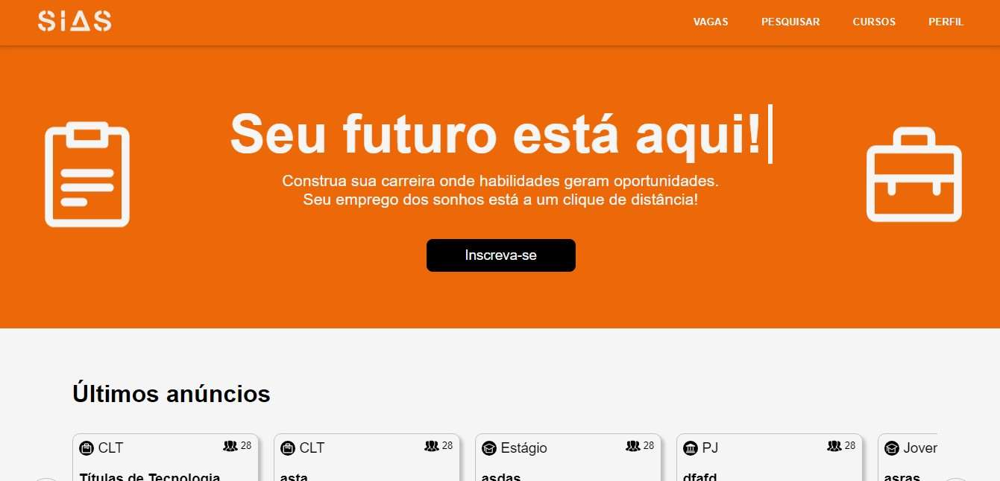 SIAS
VAGAS PESQUISAR CURSOS PERFIL
Seu futuro está aqui!
Construa sua carreira onde habilidades geram oportunidades.
Seu emprego dos sonhos está a um clique de distância!
Inscreva-se
Últimos anúncios
CLT 28
Títulas de Tecnologia
CLT 28
asta
Estágio 28
asdas
PJ 28
dfafd
Jover
asras